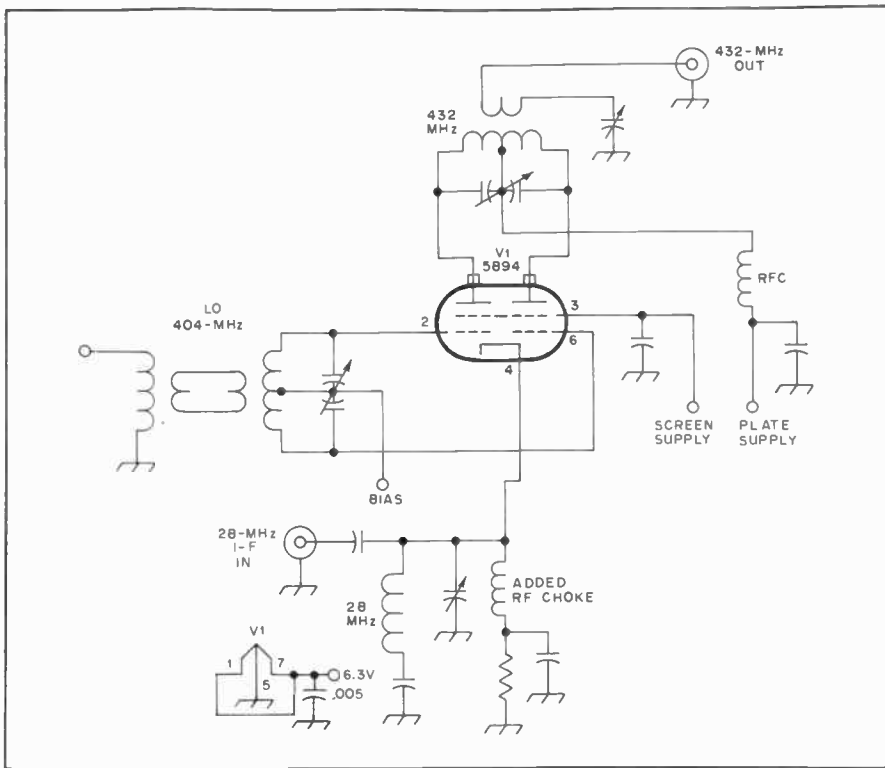 432-MHz
OUT
432
MHz
V1
5894
RFC
LO
404-MHz
2
3
6
4
SCREEN
SUPPLY
PLATE
SUPPLY
BIAS
28-MHz
I-F
IN
28
MHz
ADDED
RF CHOKE
V1
1
7
5
6.3V
.005